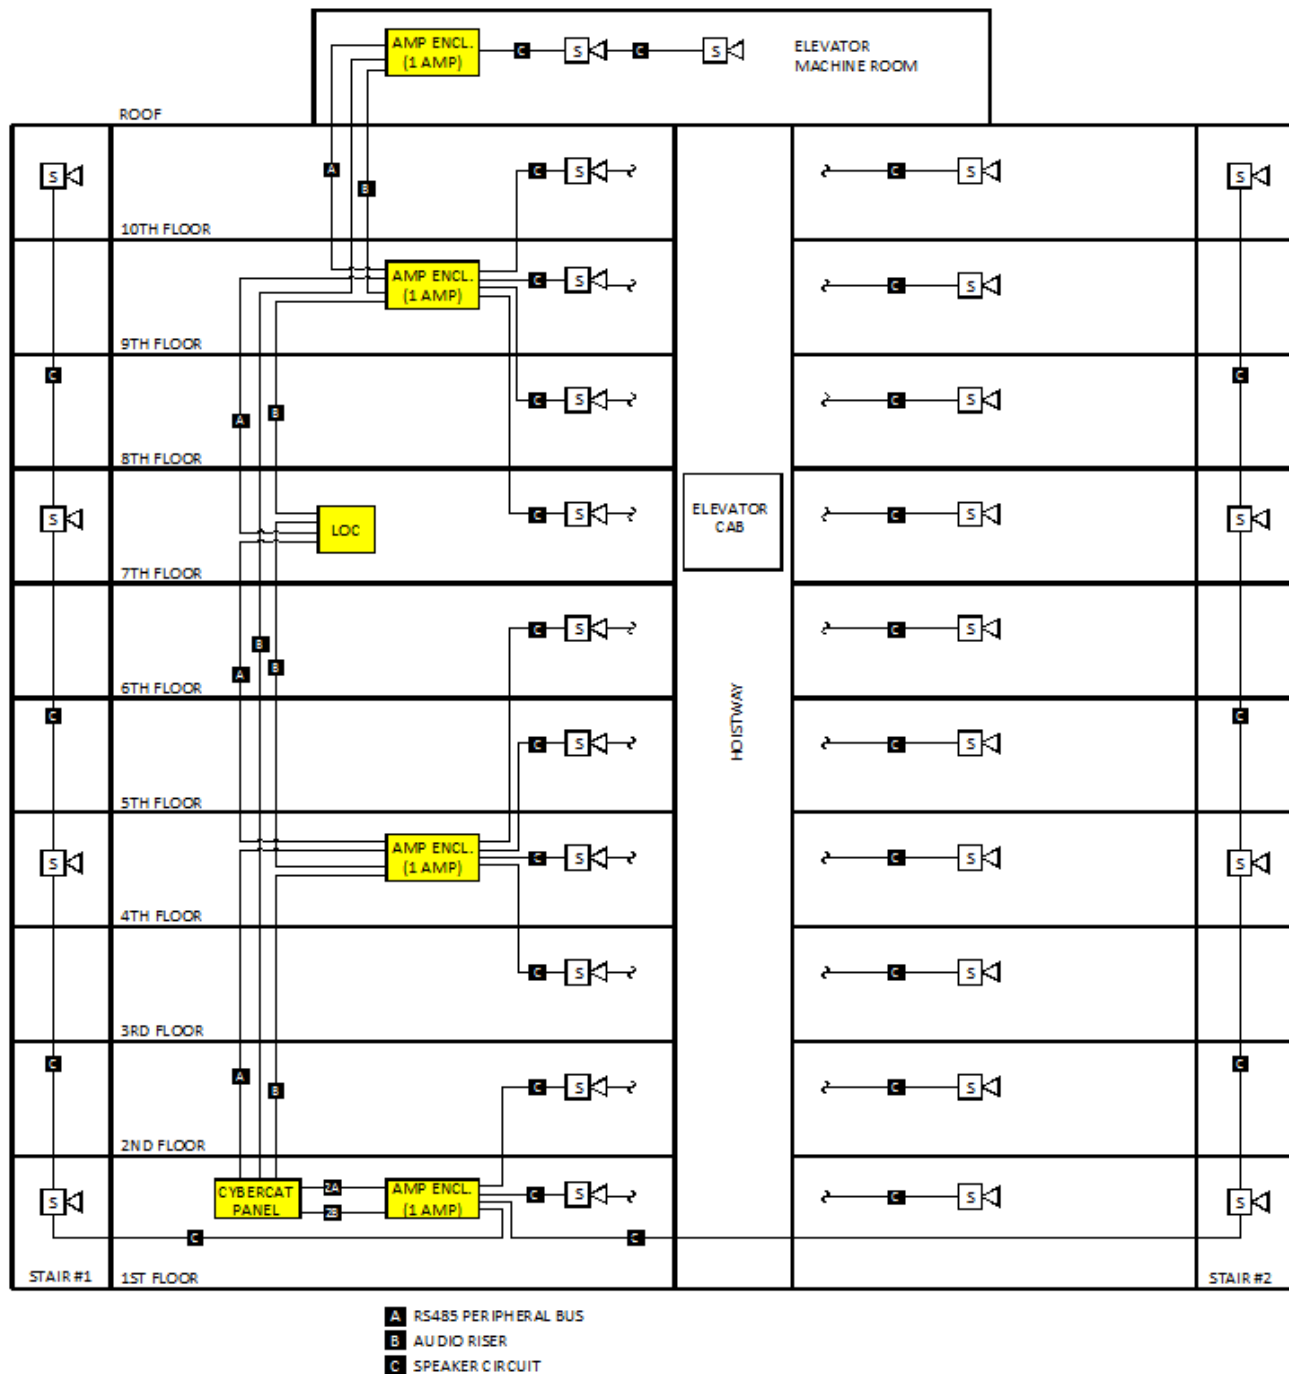 AMP ENCL.
(1 AMP)
C
S
C
S
ELEVATOR
MACHINE ROOM
ROOF
S
A
B
C
S
C
S
S
10TH FLOOR
AMP ENCL.
(1 AMP)
C
S
C
S
9TH FLOOR
C
A
B
C
S
C
S
C
8TH FLOOR
S
LOC
C
S
ELEVATOR
CAB
C
S
S
7TH FLOOR
A
B
B
C
S
C
S
6TH FLOOR
C
C
S
HOISTWAY
C
S
C
5TH FLOOR
S
AMP ENCL.
(1 AMP)
C
S
C
S
S
4TH FLOOR
C
S
C
S
3RD FLOOR
C
A
B
C
S
C
S
C
2ND FLOOR
S
CYBERCAT
PANEL
2A
2B
AMP ENCL.
(1 AMP)
C
S
C
S
S
C
C
STAIR #1
1ST FLOOR
STAIR #2
A RS485 PERIPHERAL BUS
B AUDIO RISER
C SPEAKER CIRCUIT